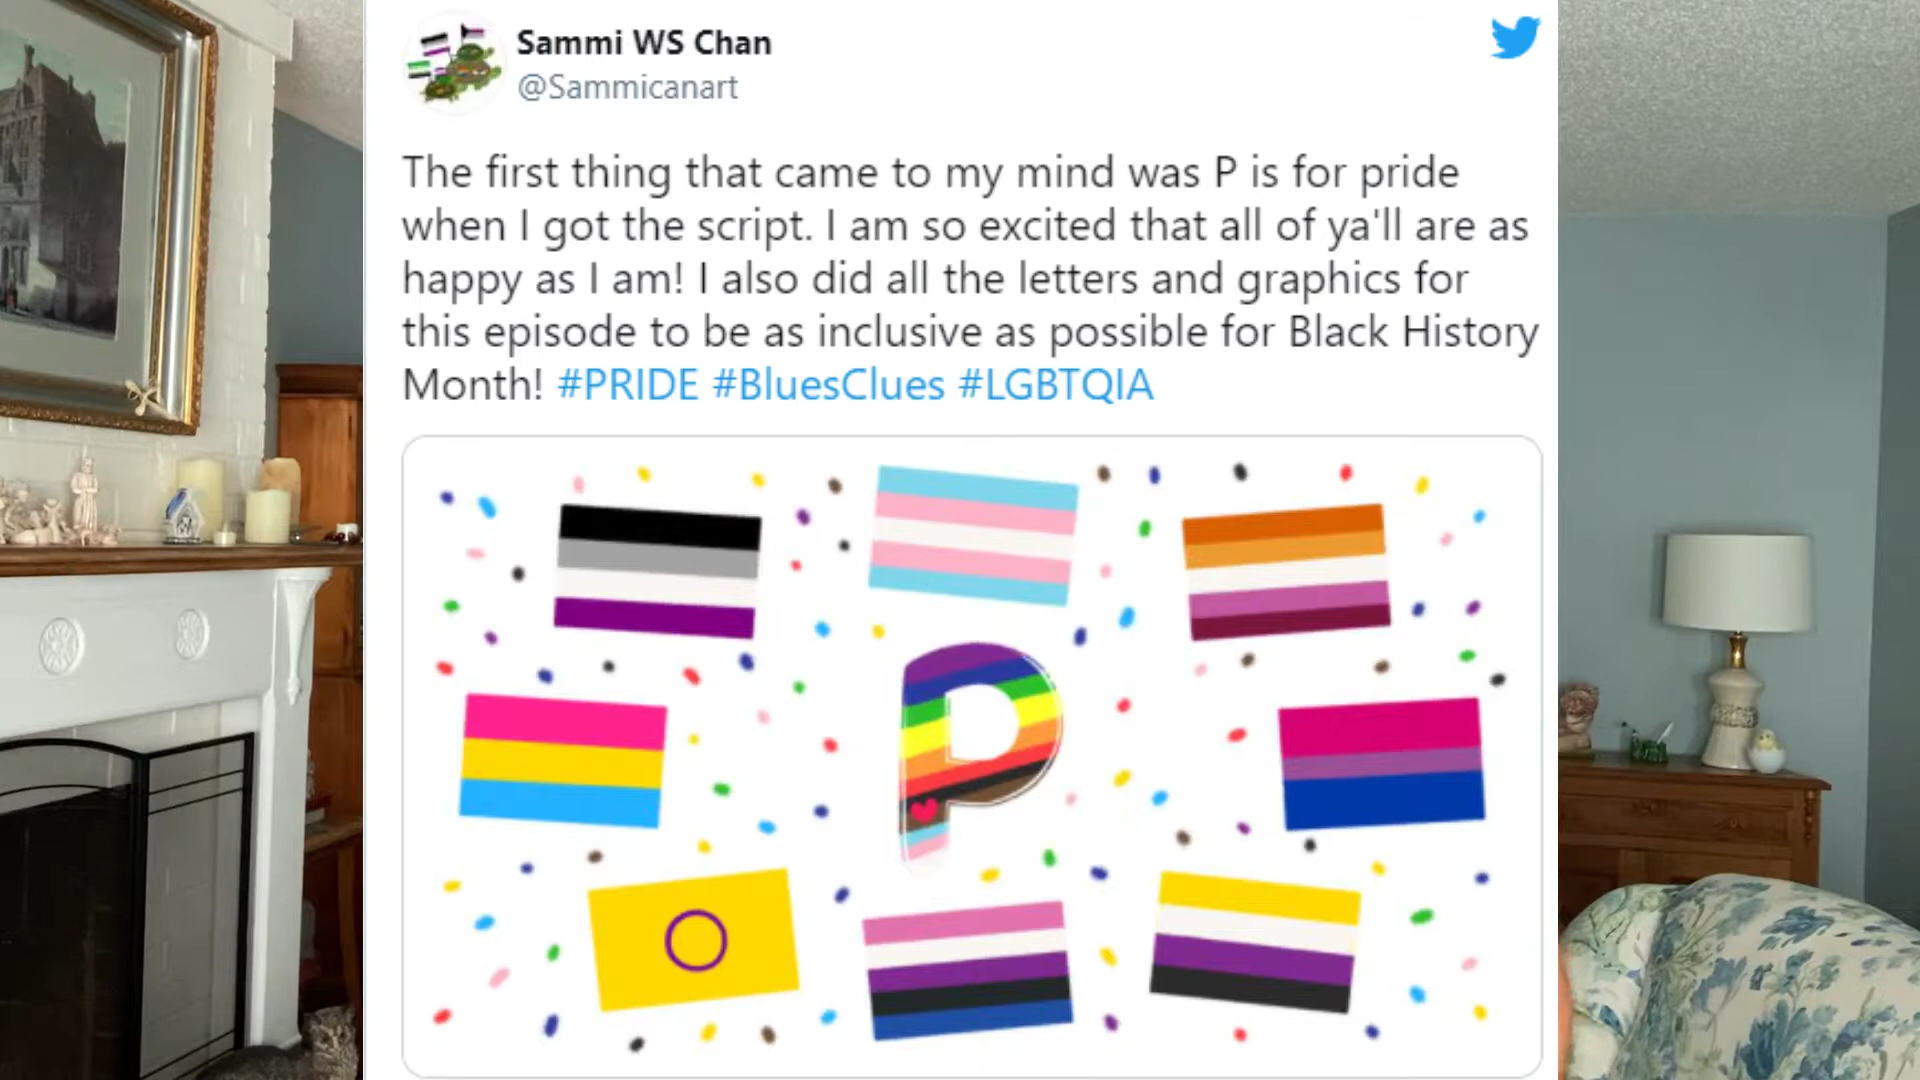 Sammi WS Chan
@Sammicanart
The first thing that came to my mind was P is for pride
when I got the script. I am so excited that all of ya'll are as
happy as I am! I also did all the letters and graphics for
this episode to be as inclusive as possible for Black History
Month! #PRIDE #BluesClues #LGBTQIA
P